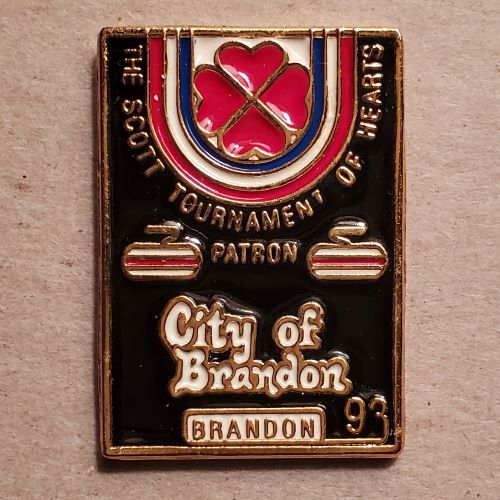 THE SCOTT TOURNAMENT OF HEARTS
PATRON
City of
Brandon
BRANDON
93